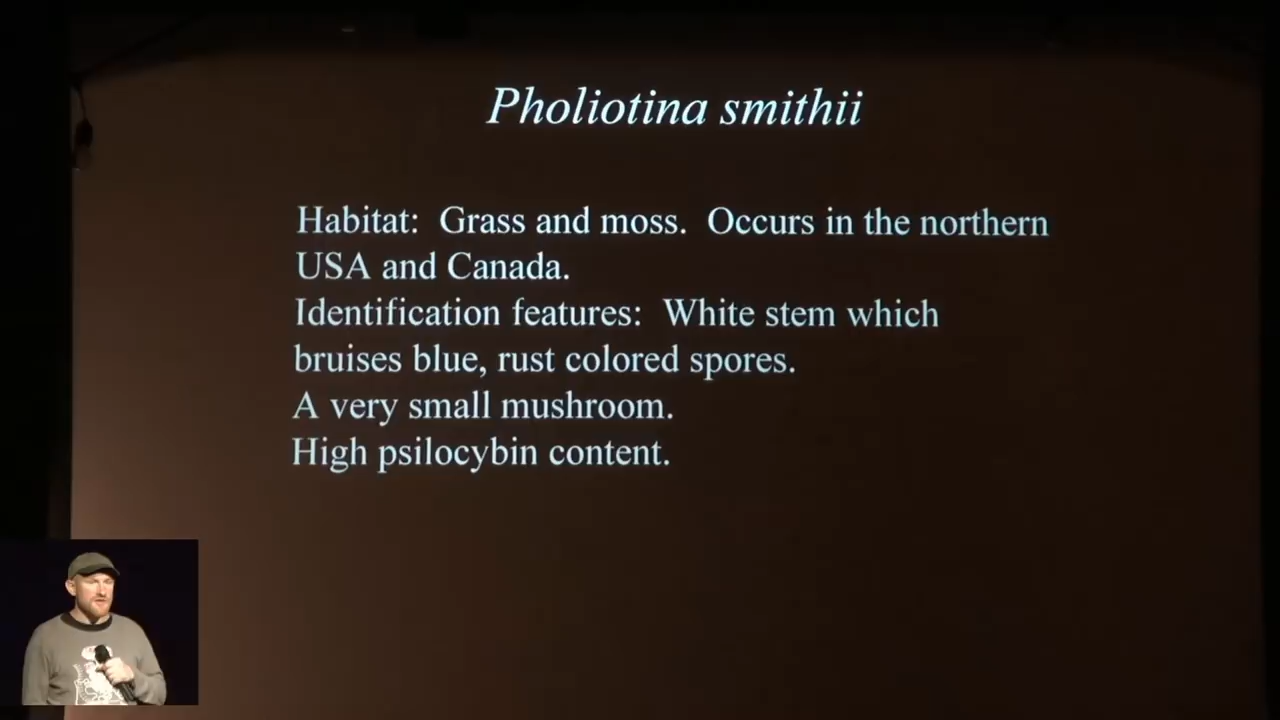 Pholiotina smithii
Habitat: Grass and moss. Occurs in the northern
USA and Canada.
Identification features: White stem which
bruises blue, rust colored spores.
A very small mushroom.
High psilocybin content.